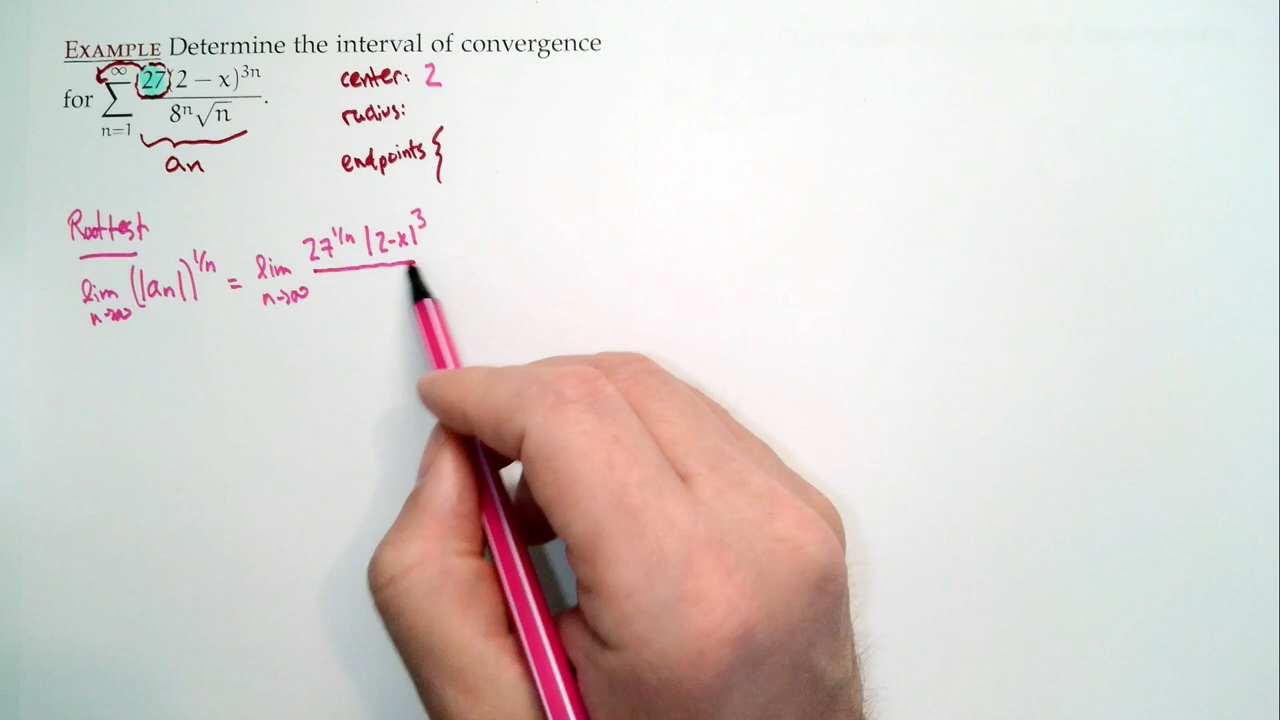 EXAMPLE Determine the interval of convergence
for ∑_{n=1}^{∞} 27(2 − x)^{3n} / 8^n √n .
an
center: 2
radius:
endpoints {
Root test
lim_{n→∞} (|an|)^{1/n} = lim_{n→∞} 27^{1/n} |2-x|^3